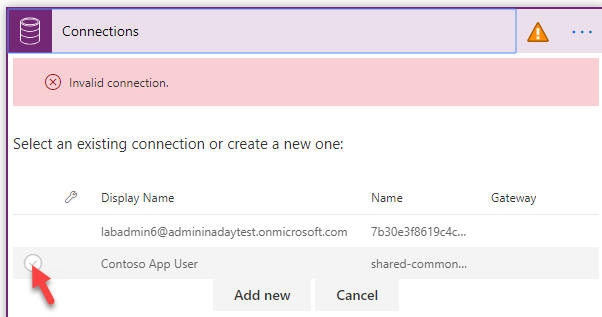 Connections
Invalid connection.
Select an existing connection or create a new one:
Display Name Name Gateway
labadmin6@admininadaytest.onmicrosoft.com 7b30e3f8619c4c...
Contoso App User shared-common...
Add new Cancel